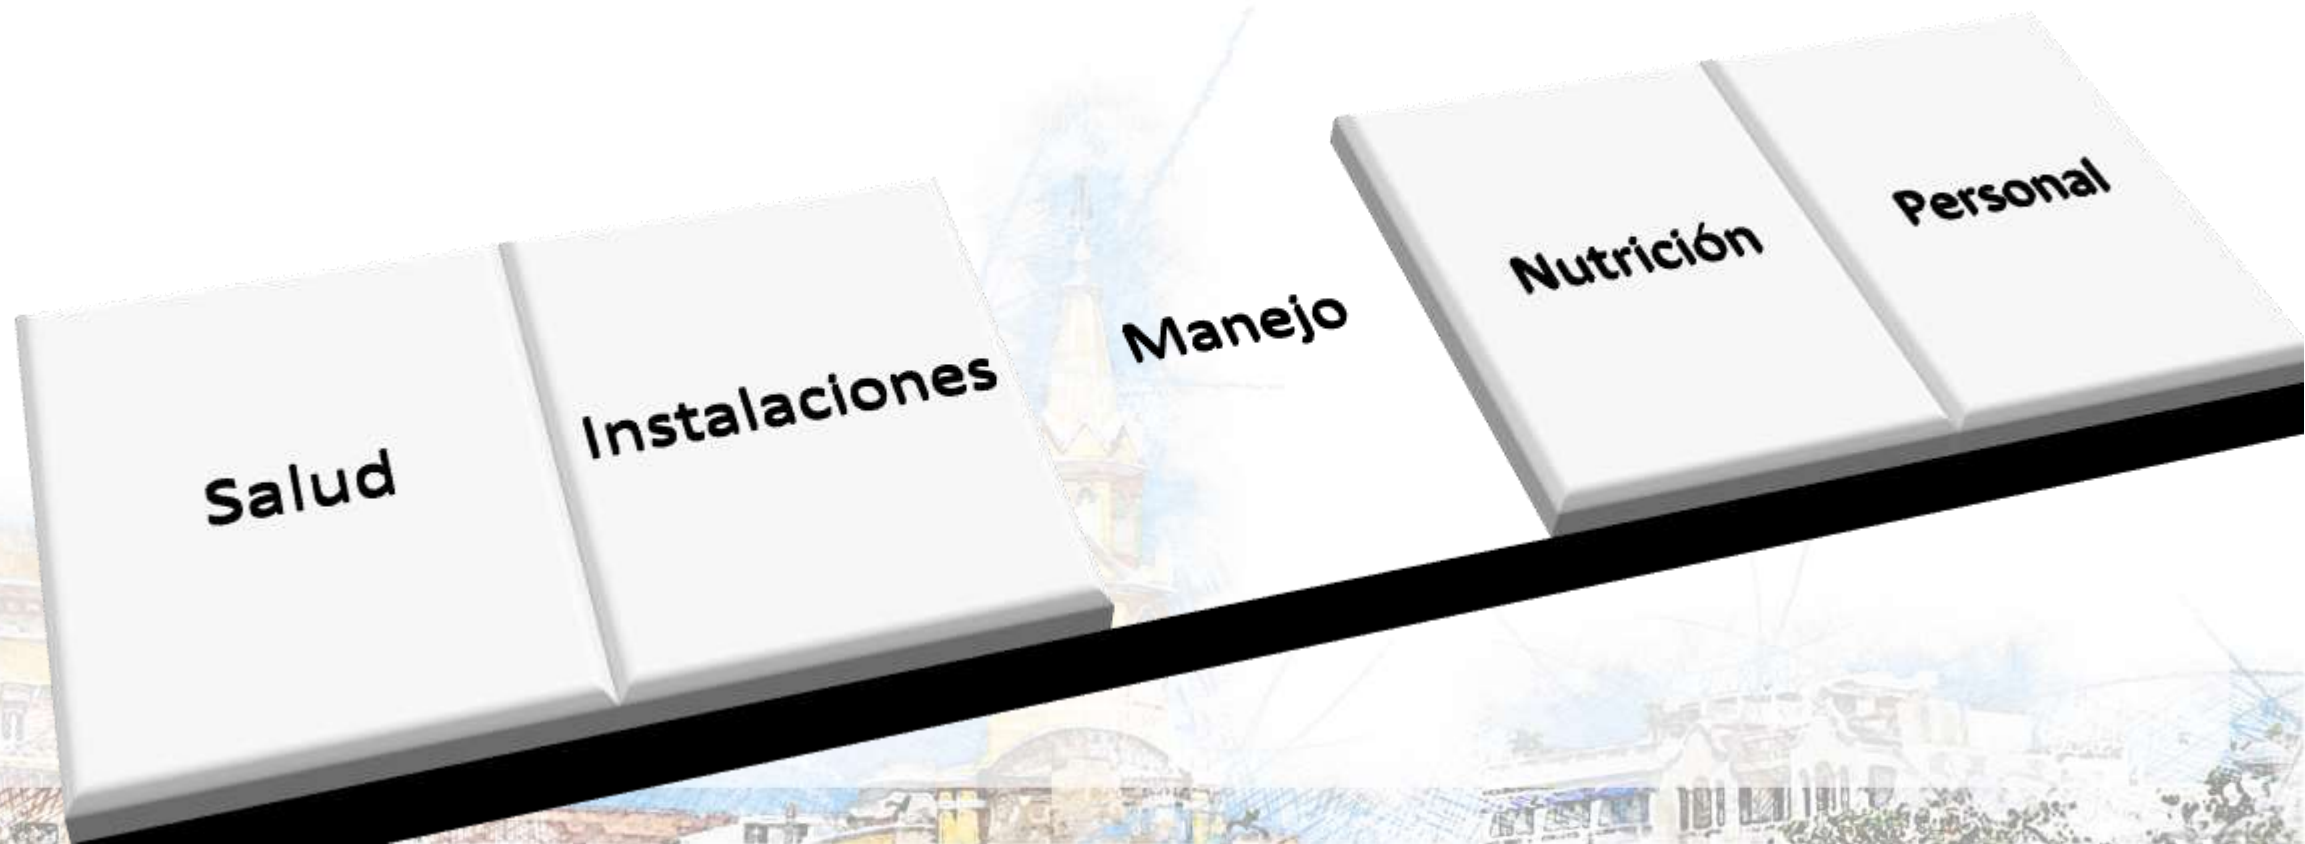 Salud
Instalaciones
Manejo
Nutrición
Personal